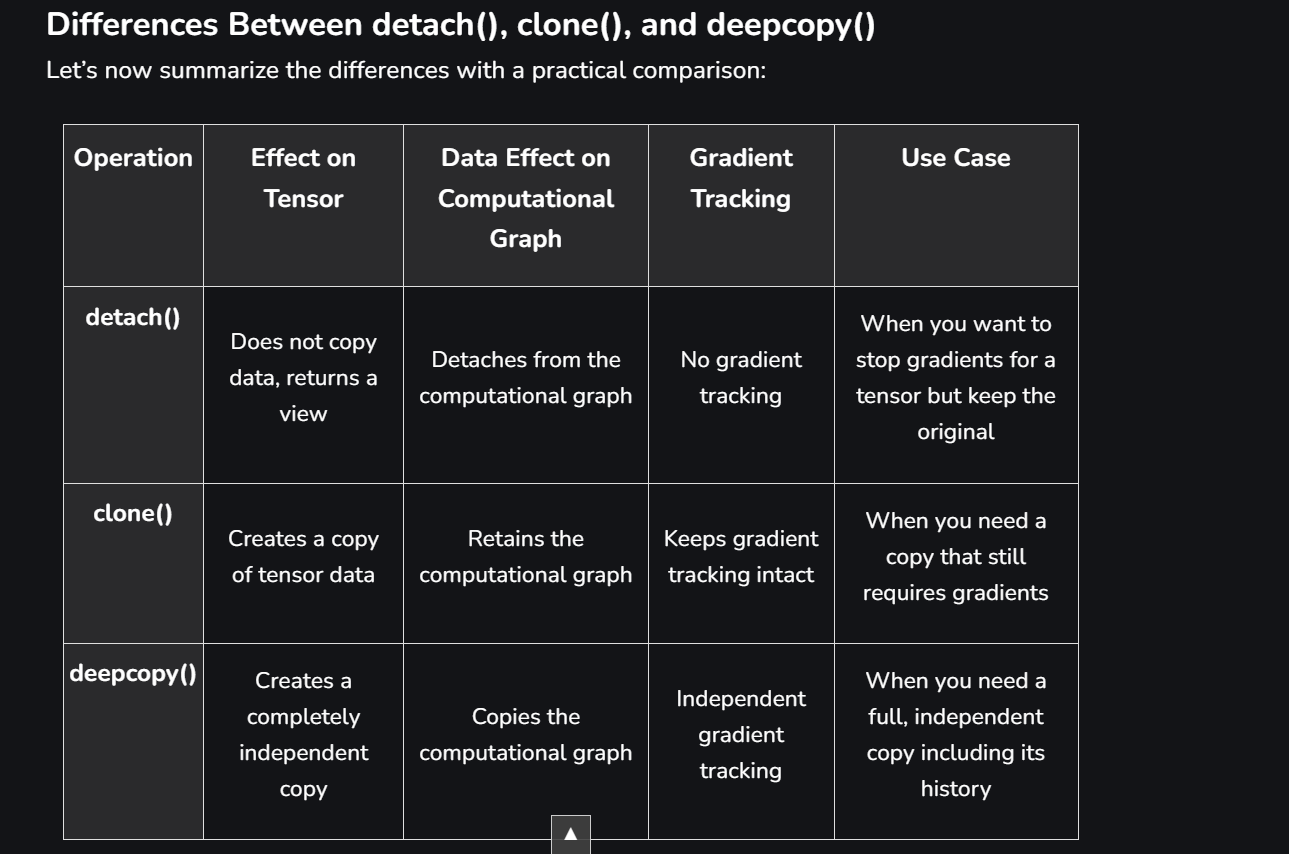 Differences Between detach(), clone(), and deepcopy()
Let’s now summarize the differences with a practical comparison:
Operation
Effect on
Tensor
Data Effect on
Computational
Graph
Gradient
Tracking
Use Case
detach()
Does not copy
data, returns a
view
Detaches from the
computational graph
No gradient
tracking
When you want to
stop gradients for a
tensor but keep the
original
clone()
Creates a copy
of tensor data
Retains the
computational graph
Keeps gradient
tracking intact
When you need a
copy that still
requires gradients
deepcopy()
Creates a
completely
independent
copy
Copies the
computational graph
Independent
gradient
tracking
When you need a
full, independent
copy including its
history